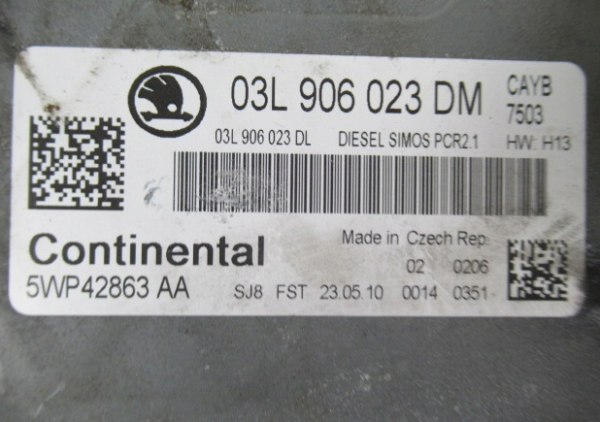 03L 906 023 DM CAYB
7503
03L 906 023 DL DIESEL SIMOS PCR2.1 HW: H13
Continental Made in Czech Rep.
02 0206
5WP42863 AA SJ8 FST 23.05.10 0014 0351